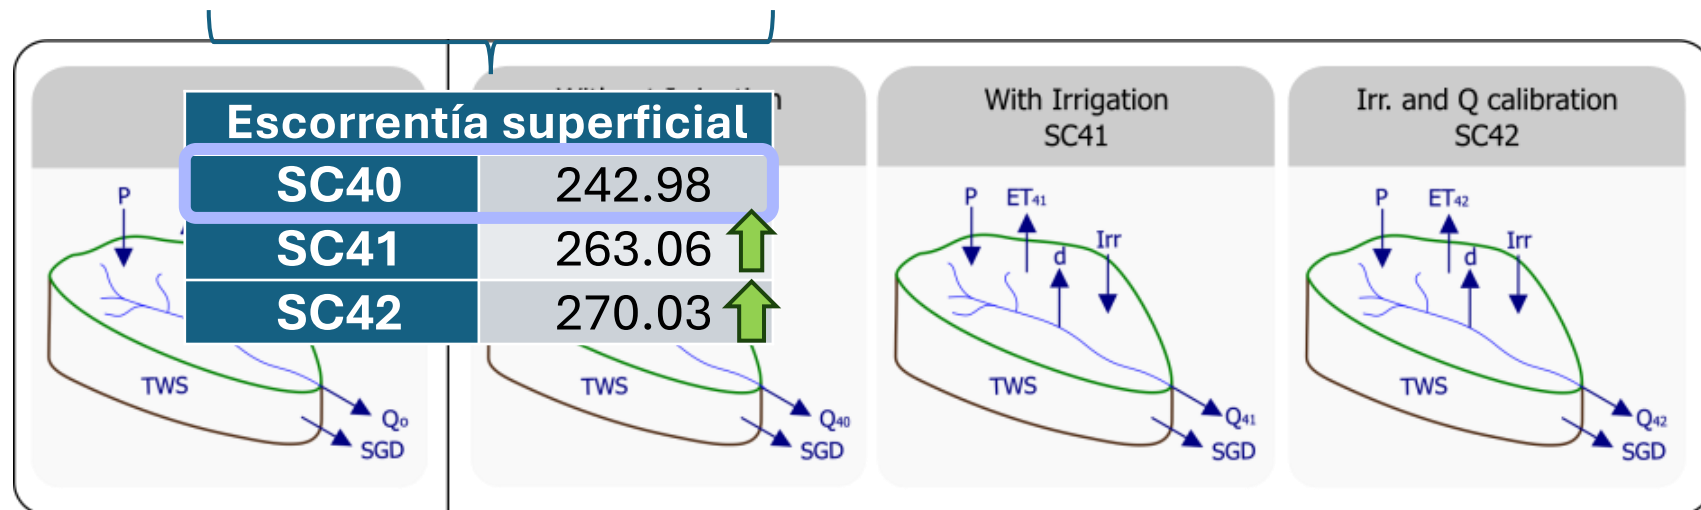 Escorrentía superficial
SC40 242.98
SC41 263.06
SC42 270.03
With Irrigation
SC41
Irr. and Q calibration
SC42
P
TWS
Qo
SGD
TWS
Q40
SGD
P ET41 Irr
d
TWS
Q41
SGD
P ET42 Irr
d
TWS
Q42
SGD